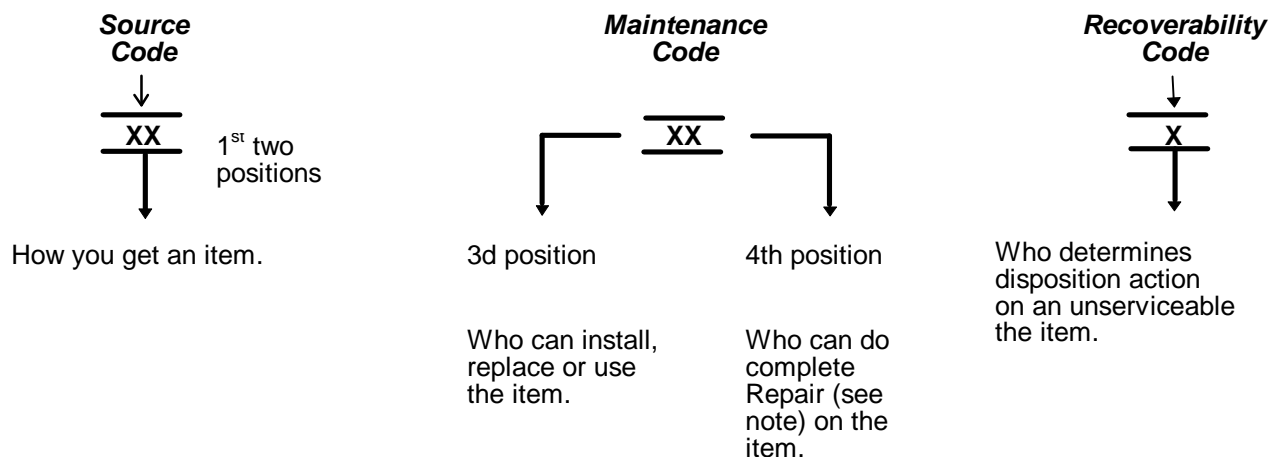 Source
Code
XX
1st two
positions
How you get an item.
Maintenance
Code
XX
3d position
Who can install,
replace or use
the item.
4th position
Who can do
complete
Repair (see
note) on the
item.
Recoverability
Code
X
Who determines
disposition action
on an unserviceable
the item.